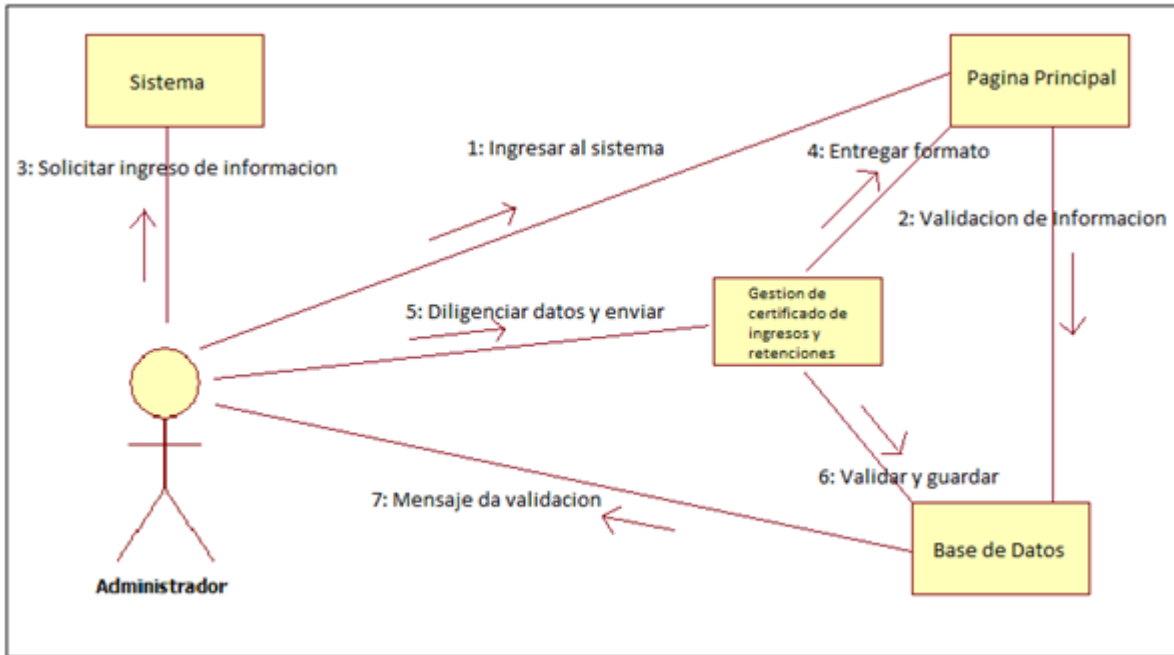 Sistema
Pagina Principal
1: Ingresar al sistema
4: Entregar formato
3: Solicitar ingreso de informacion
2: Validacion de Informacion
Gestion de
certificado de
ingresos y
retenciones
5: Diligenciar datos y enviar
6: Validar y guardar
7: Mensaje da validacion
Base de Datos
Administrador